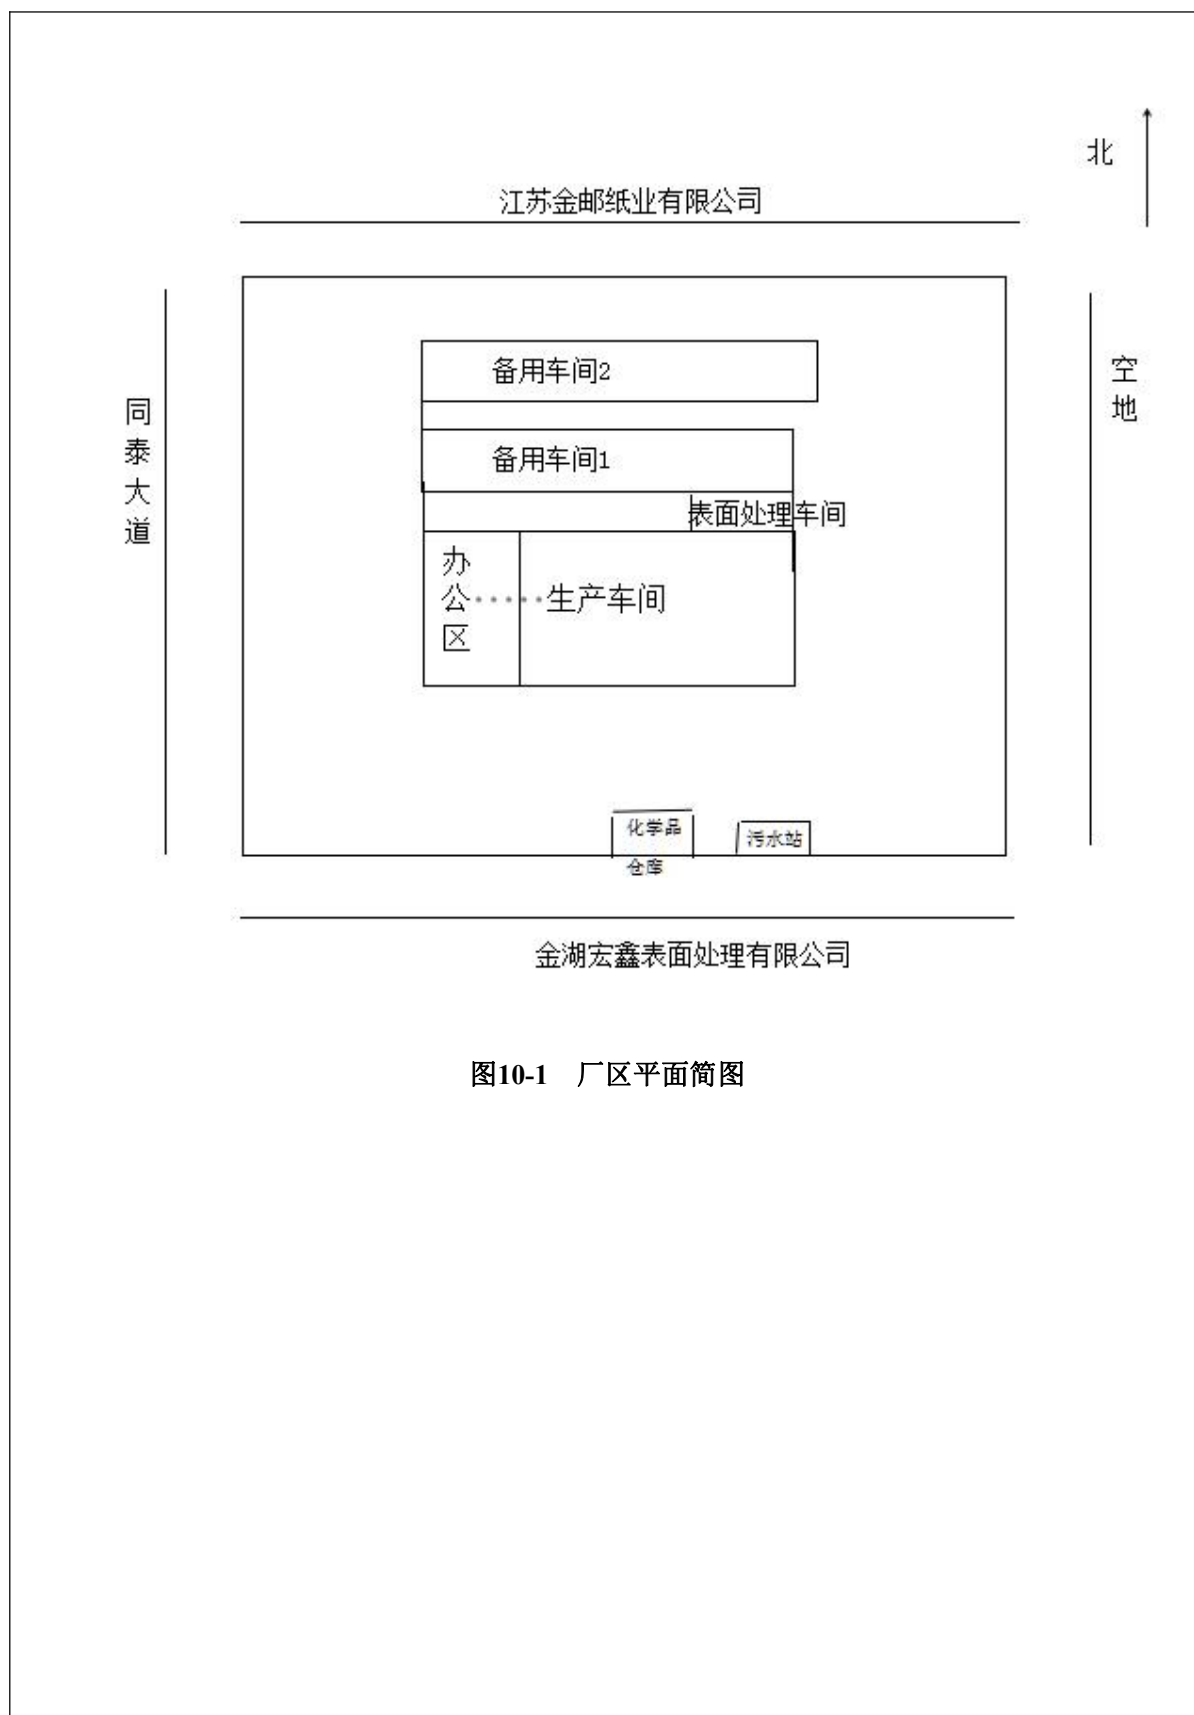 北
江苏金邮纸业有限公司
备用车间2
空地
备用车间1
同泰大道
表面处理车间
办公区
生产车间
化学品
仓库
污水站
金湖宏鑫表面处理有限公司
图10-1 厂区平面简图